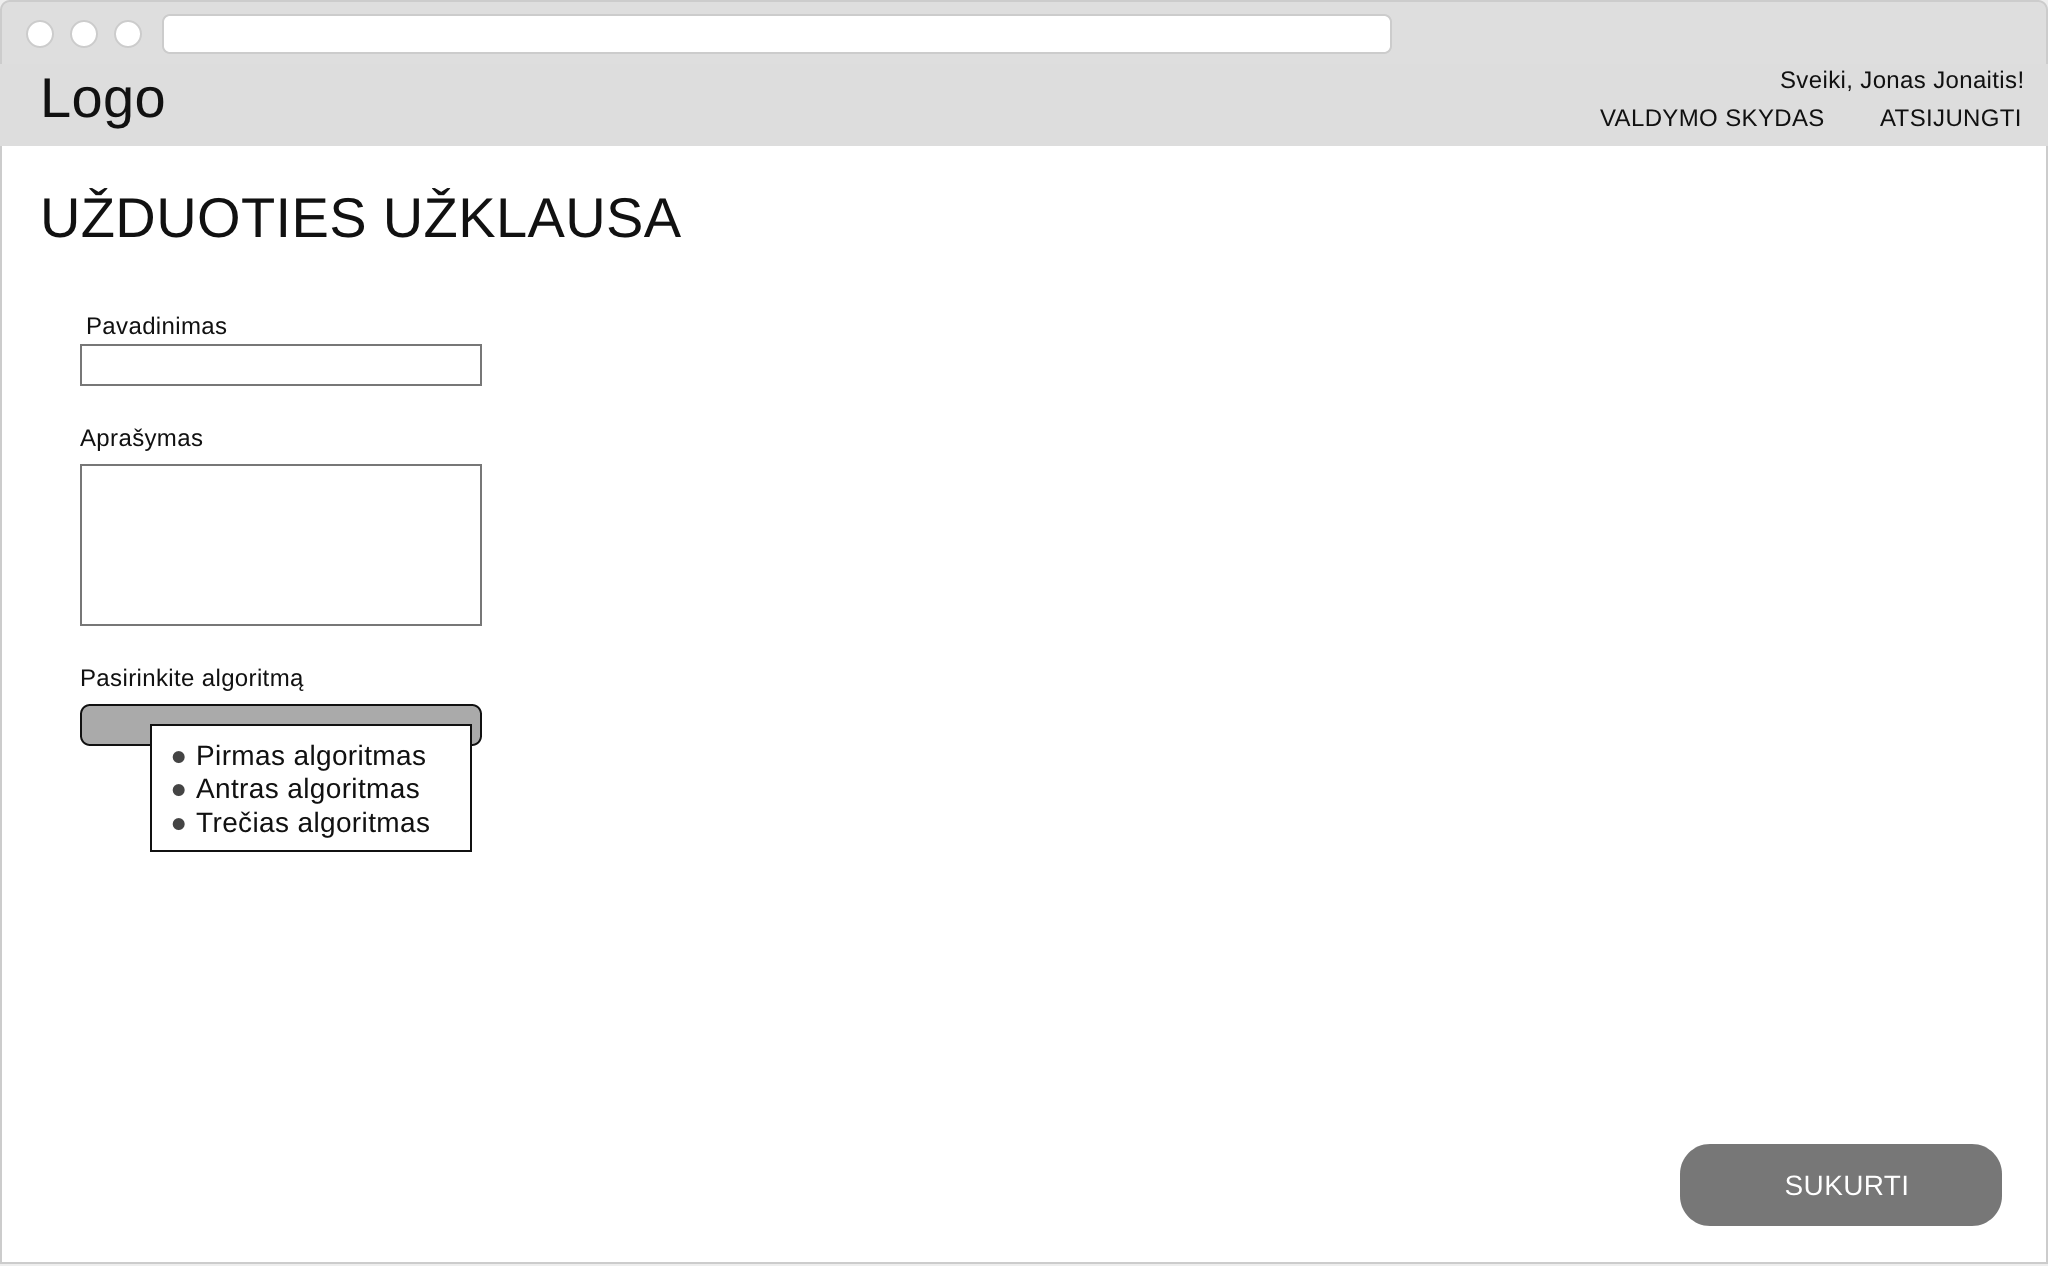 Logo
Sveiki, Jonas Jonaitis!
VALDYMO SKYDAS ATSIJUNGTI
UŽDUOTIES UŽKLAUSA
Pavadinimas
Aprašymas
Pasirinkite algoritmą
Pirmas algoritmas
Antras algoritmas
Trečias algoritmas
SUKURTI